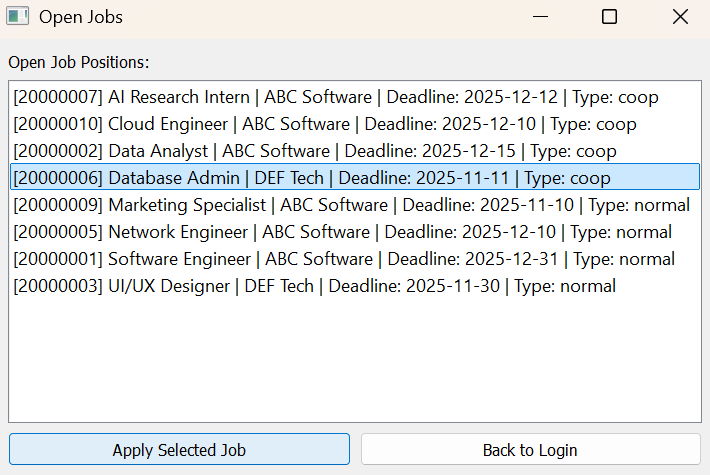 Open Jobs
Open Job Positions:
[20000007] AI Research Intern | ABC Software | Deadline: 2025-12-12 | Type: coop
[20000010] Cloud Engineer | ABC Software | Deadline: 2025-12-10 | Type: coop
[20000002] Data Analyst | ABC Software | Deadline: 2025-12-15 | Type: coop
[20000006] Database Admin | DEF Tech | Deadline: 2025-11-11 | Type: coop
[20000009] Marketing Specialist | ABC Software | Deadline: 2025-11-10 | Type: normal
[20000005] Network Engineer | ABC Software | Deadline: 2025-12-10 | Type: normal
[20000001] Software Engineer | ABC Software | Deadline: 2025-12-31 | Type: normal
[20000003] UI/UX Designer | DEF Tech | Deadline: 2025-11-30 | Type: normal
Apply Selected Job
Back to Login